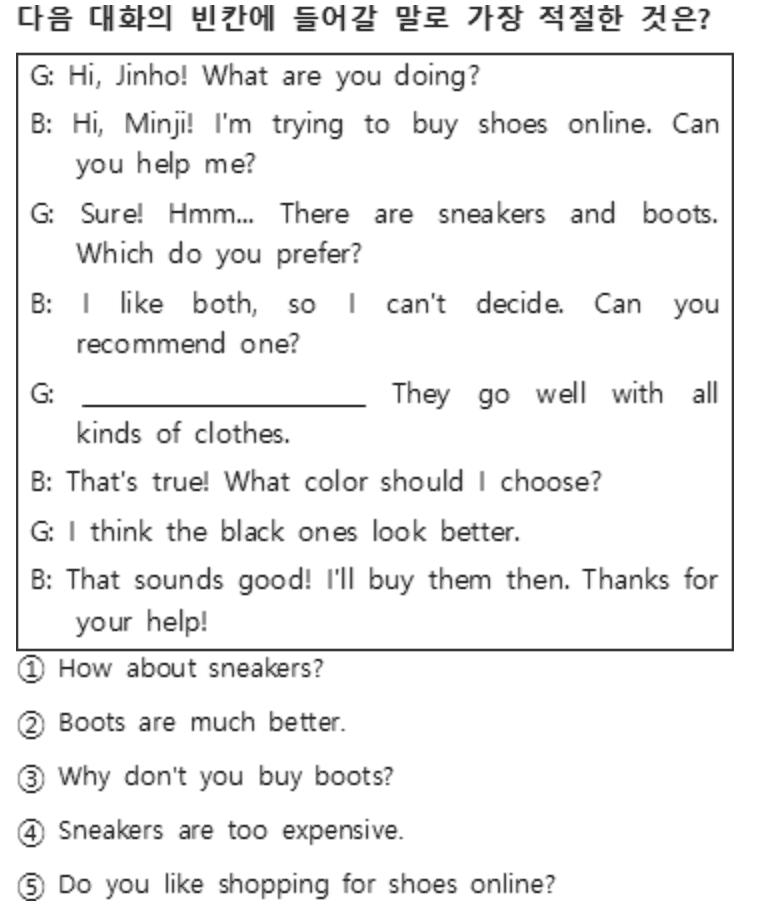 다음 대화의 빈칸에 들어갈 말로 가장 적절한 것은?
G: Hi, Jinho! What are you doing?
B: Hi, Minji! I'm trying to buy shoes online. Can
you help me?
G: Sure! Hmm... There are sneakers and boots.
Which do you prefer?
B: I like both, so I can't decide. Can you
recommend one?
G: ____________________ They go well with all
kinds of clothes.
B: That's true! What color should I choose?
G: I think the black ones look better.
B: That sounds good! I'll buy them then. Thanks for
your help!
① How about sneakers?
② Boots are much better.
③ Why don't you buy boots?
④ Sneakers are too expensive.
⑤ Do you like shopping for shoes online?